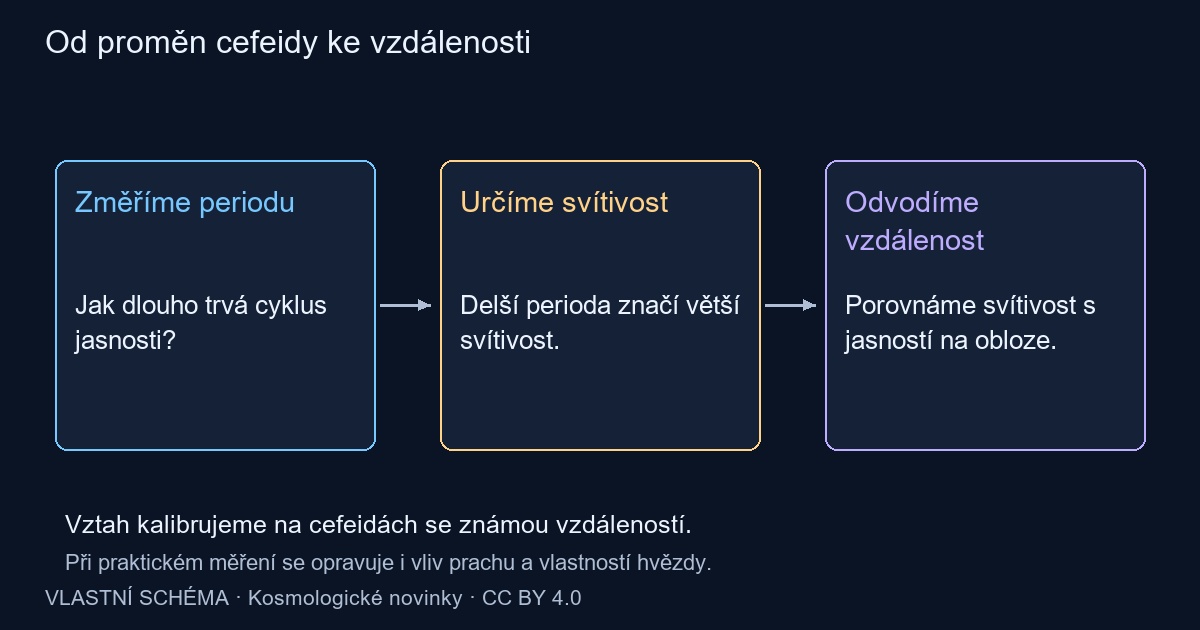 Od proměn cefeidy ke vzdálenosti
Změříme periodu
Jak dlouho trvá cyklus
jasnosti?
Určíme svítivost
Delší perioda značí větší
svítivost.
Odvodíme
vzdálenost
Porovnáme svítivost s
jasností na obloze.
Vztah kalibrujeme na cefeidách se známou vzdáleností.
Při praktickém měření se opravuje i vliv prachu a vlastností hvězdy.
VLASTNÍ SCHÉMA · Kosmologické novinky · CC BY 4.0